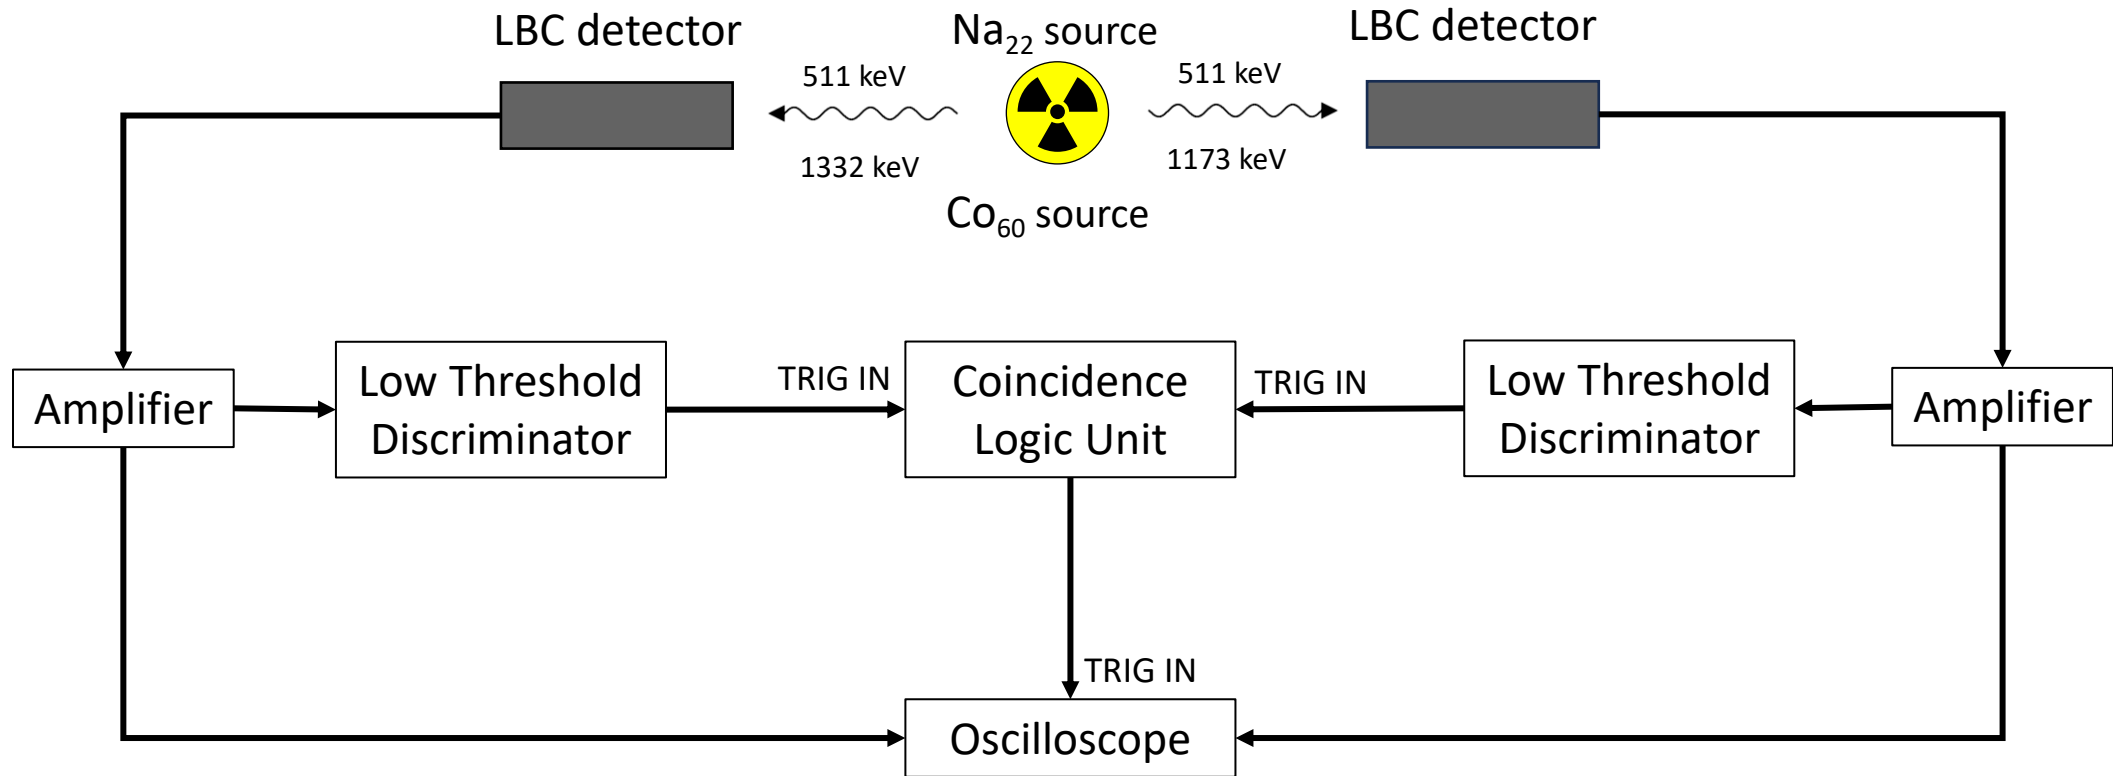 LBC detector
Na₂₂ source
LBC detector
511 keV
511 keV
1332 keV
1173 keV
Co₆₀ source
Amplifier
Low Threshold
Discriminator
TRIG IN
Coincidence
Logic Unit
TRIG IN
Low Threshold
Discriminator
Amplifier
TRIG IN
Oscilloscope